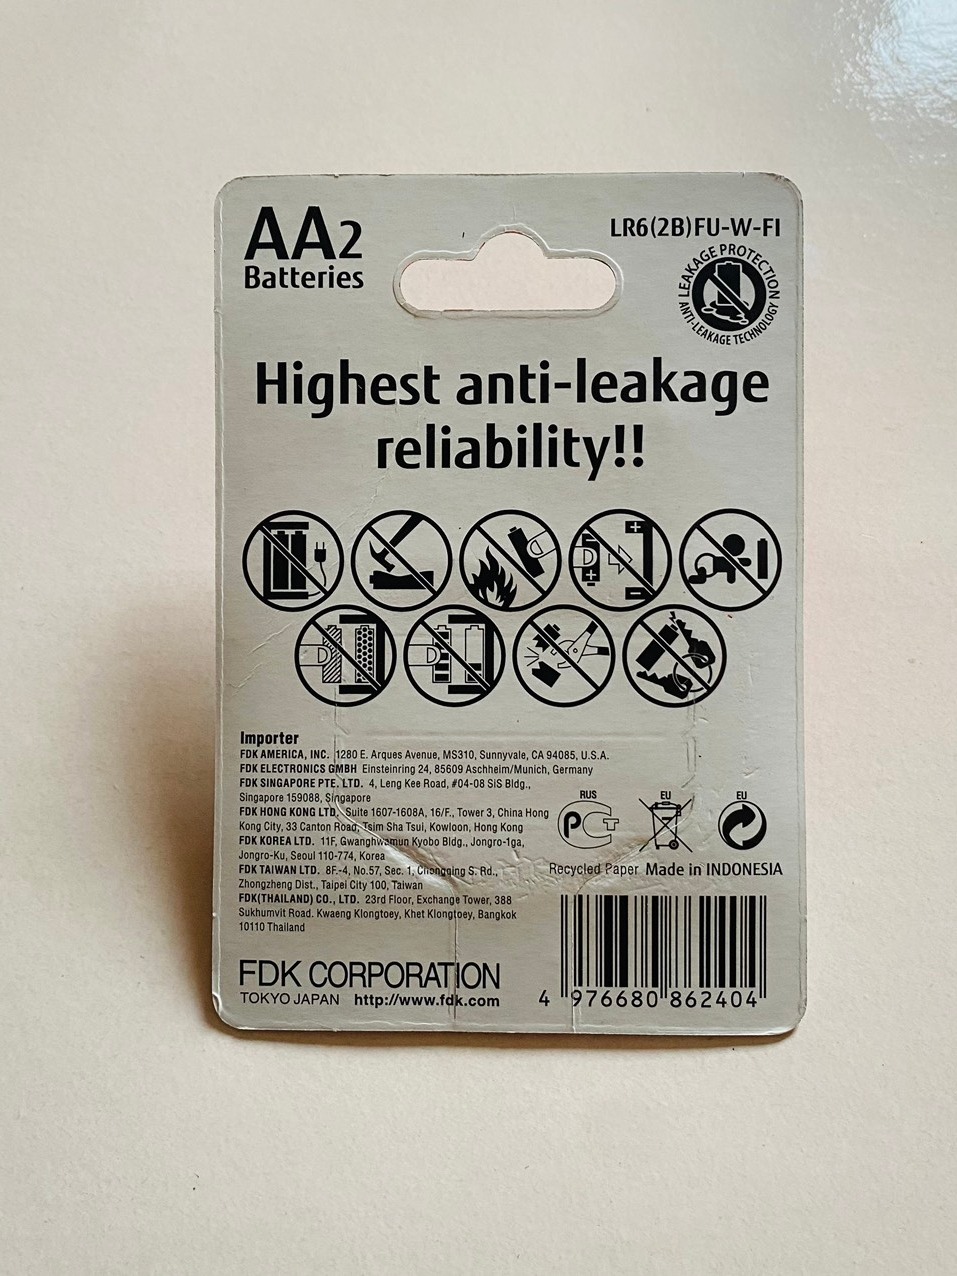 AA2
Batteries
LR6(2B)FU-W-FI
LEAKAGE PROTECTION
ANTI-LEAKAGE TECHNOLOGY
Highest anti-leakage
reliability!!
Importer
FDK AMERICA, INC. 1280 E. Arques Avenue, MS310, Sunnyvale, CA 94085, U.S.A.
FDK ELECTRONICS GMBH Einsteinring 24, 85609 Aschheim/Munich, Germany
FDK SINGAPORE PTE. LTD. 4, Leng Kee Road, #04-08 SiS Bldg.,
Singapore 159088, Singapore
FDK HONG KONG LTD. Suite 1607-1608A, 16/F., Tower 3, China Hong
Kong City, 33 Canton Road, Tsim Sha Tsui, Kowloon, Hong Kong
FDK KOREA LTD. 11F, Gwanghwamun Kyobo Bldg., Jongro-1ga,
Jongro-Ku, Seoul 110-774, Korea
FDK TAIWAN LTD. 8F.-4, No.57, Sec. 1, Chongqing S. Rd.,
Zhongzheng Dist., Taipei City 100, Taiwan
FDK(THAILAND) CO., LTD. 23rd Floor, Exchange Tower, 388
Sukhumvit Road. Kwaeng Klongtoey, Khet Klongtoey, Bangkok
10110 Thailand
RUS
EU
EU
Recycled Paper Made in INDONESIA
FDK CORPORATION
TOKYO JAPAN http://www.fdk.com
4 976680 862404